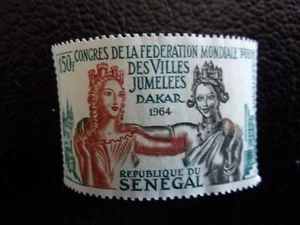 150F CONGRES DE LA FEDERATION MONDIALE
DES VILLES
JUMELEES
DAKAR
1964
REPUBLIQUE DU
SENEGAL